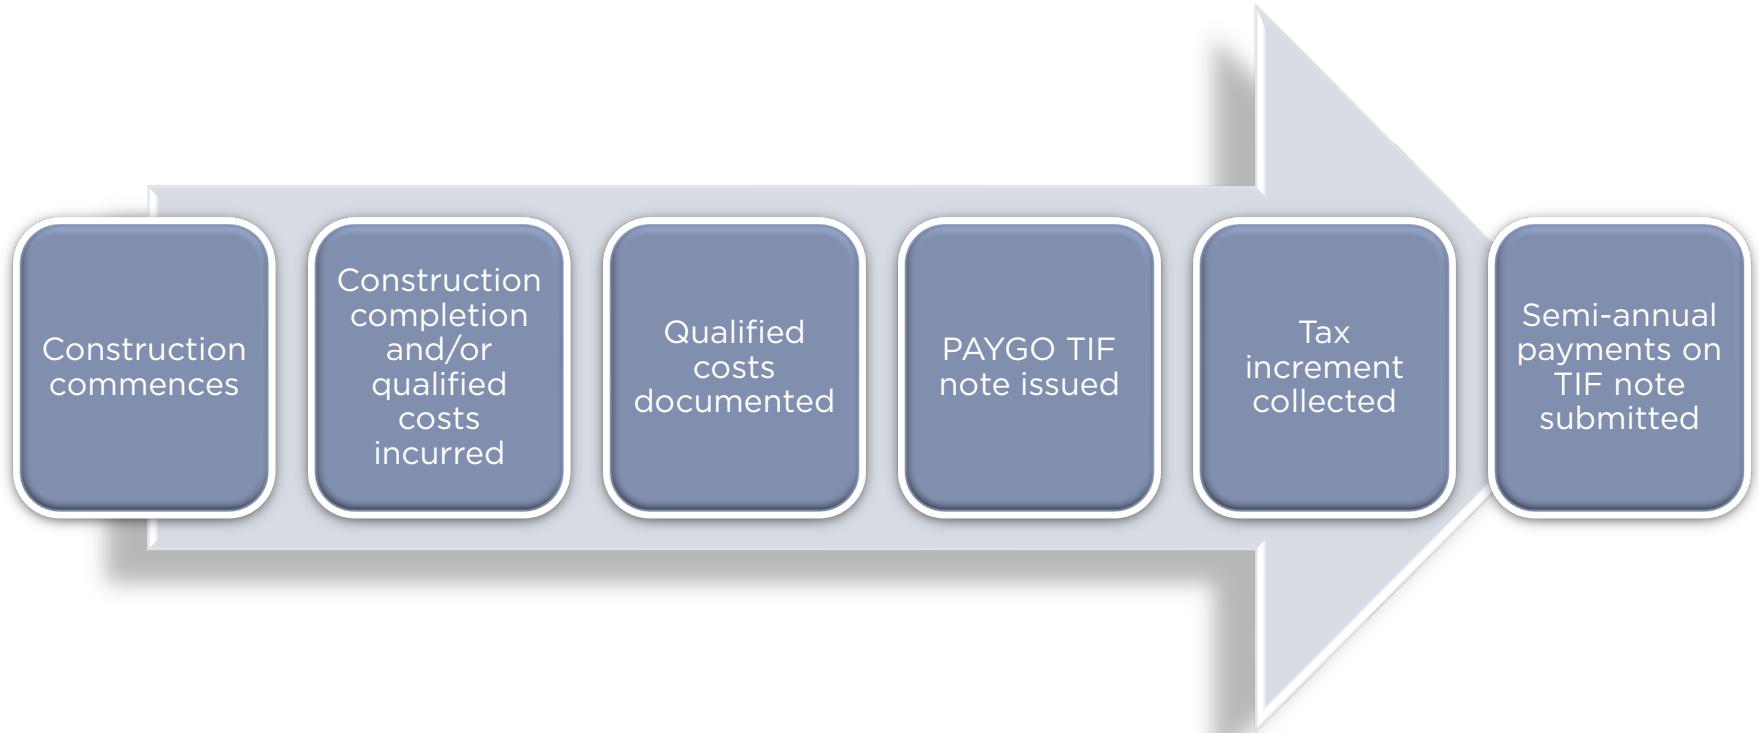 Construction
commences
Construction
completion
and/or
qualified
costs
incurred
Qualified
costs
documented
PAYGO TIF
note issued
Tax
increment
collected
Semi-annual
payments on
TIF note
submitted